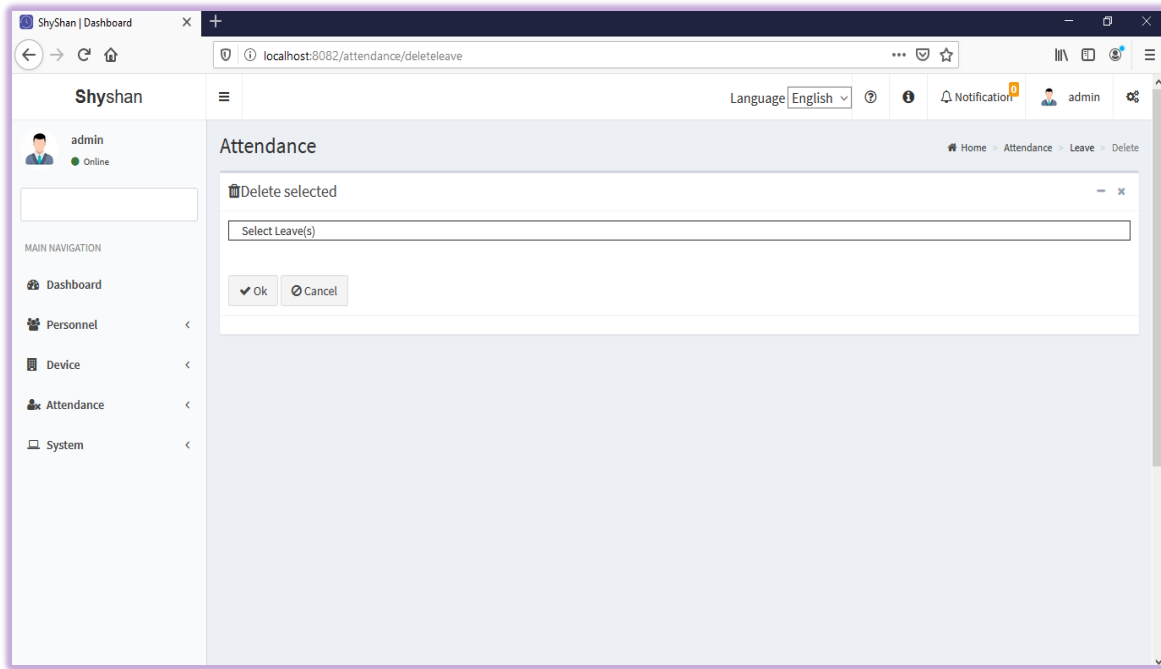 ShyShan | Dashboard
localhost:8082/attendance/deleteleave
Shyshan
Language English
Notification 0
admin
admin
Online
Attendance
Home > Attendance > Leave > Delete
Delete selected
Select Leave(s)
MAIN NAVIGATION
Ok Cancel
Dashboard
Personnel
Device
Attendance
System